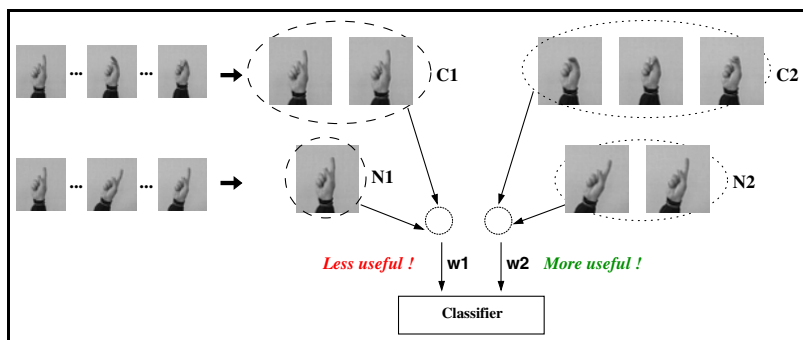 ... ...
C1
C2
... ...
N1
N2
Less useful !
w1
w2
More useful !
Classifier